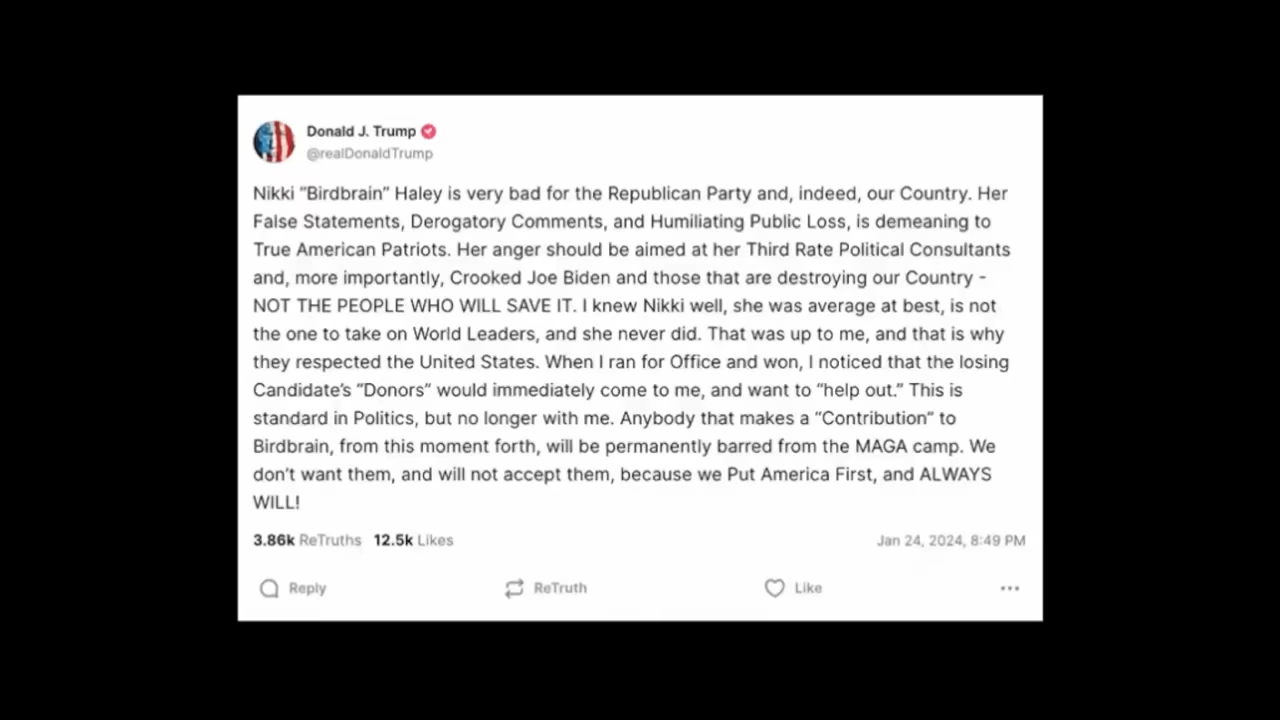 Donald J. Trump
@realDonaldTrump
Nikki “Birdbrain” Haley is very bad for the Republican Party and, indeed, our Country. Her
False Statements, Derogatory Comments, and Humiliating Public Loss, is demeaning to
True American Patriots. Her anger should be aimed at her Third Rate Political Consultants
and, more importantly, Crooked Joe Biden and those that are destroying our Country -
NOT THE PEOPLE WHO WILL SAVE IT. I knew Nikki well, she was average at best, is not
the one to take on World Leaders, and she never did. That was up to me, and that is why
they respected the United States. When I ran for Office and won, I noticed that the losing
Candidate’s “Donors” would immediately come to me, and want to “help out.” This is
standard in Politics, but no longer with me. Anybody that makes a “Contribution” to
Birdbrain, from this moment forth, will be permanently barred from the MAGA camp. We
don’t want them, and will not accept them, because we Put America First, and ALWAYS
WILL!
3.86k ReTruths 12.5k Likes Jan 24, 2024, 8:49 PM
Reply ReTruth Like